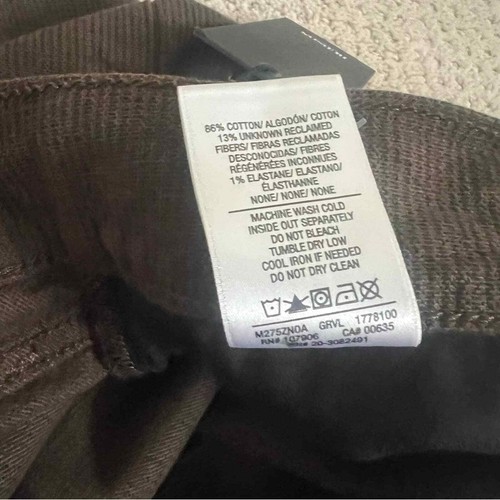 86% COTTON/ ALGODÓN/ COTON
13% UNKNOWN RECLAIMED
FIBERS/ FIBRAS RECLAMADAS
DESCONOCIDAS/ FIBRES
RÉGÉNÉRÉES INCONNUES
1% ELASTANE/ ELASTANO/
ÉLASTHANNE
NONE/ NONE/ NONE
MACHINE WASH COLD
INSIDE OUT SEPARATELY
DO NOT BLEACH
TUMBLE DRY LOW
COOL IRON IF NEEDED
DO NOT DRY CLEAN
M275ZN0A GRVL 1778100
RN# 107906 CA# 00635
20-3082491